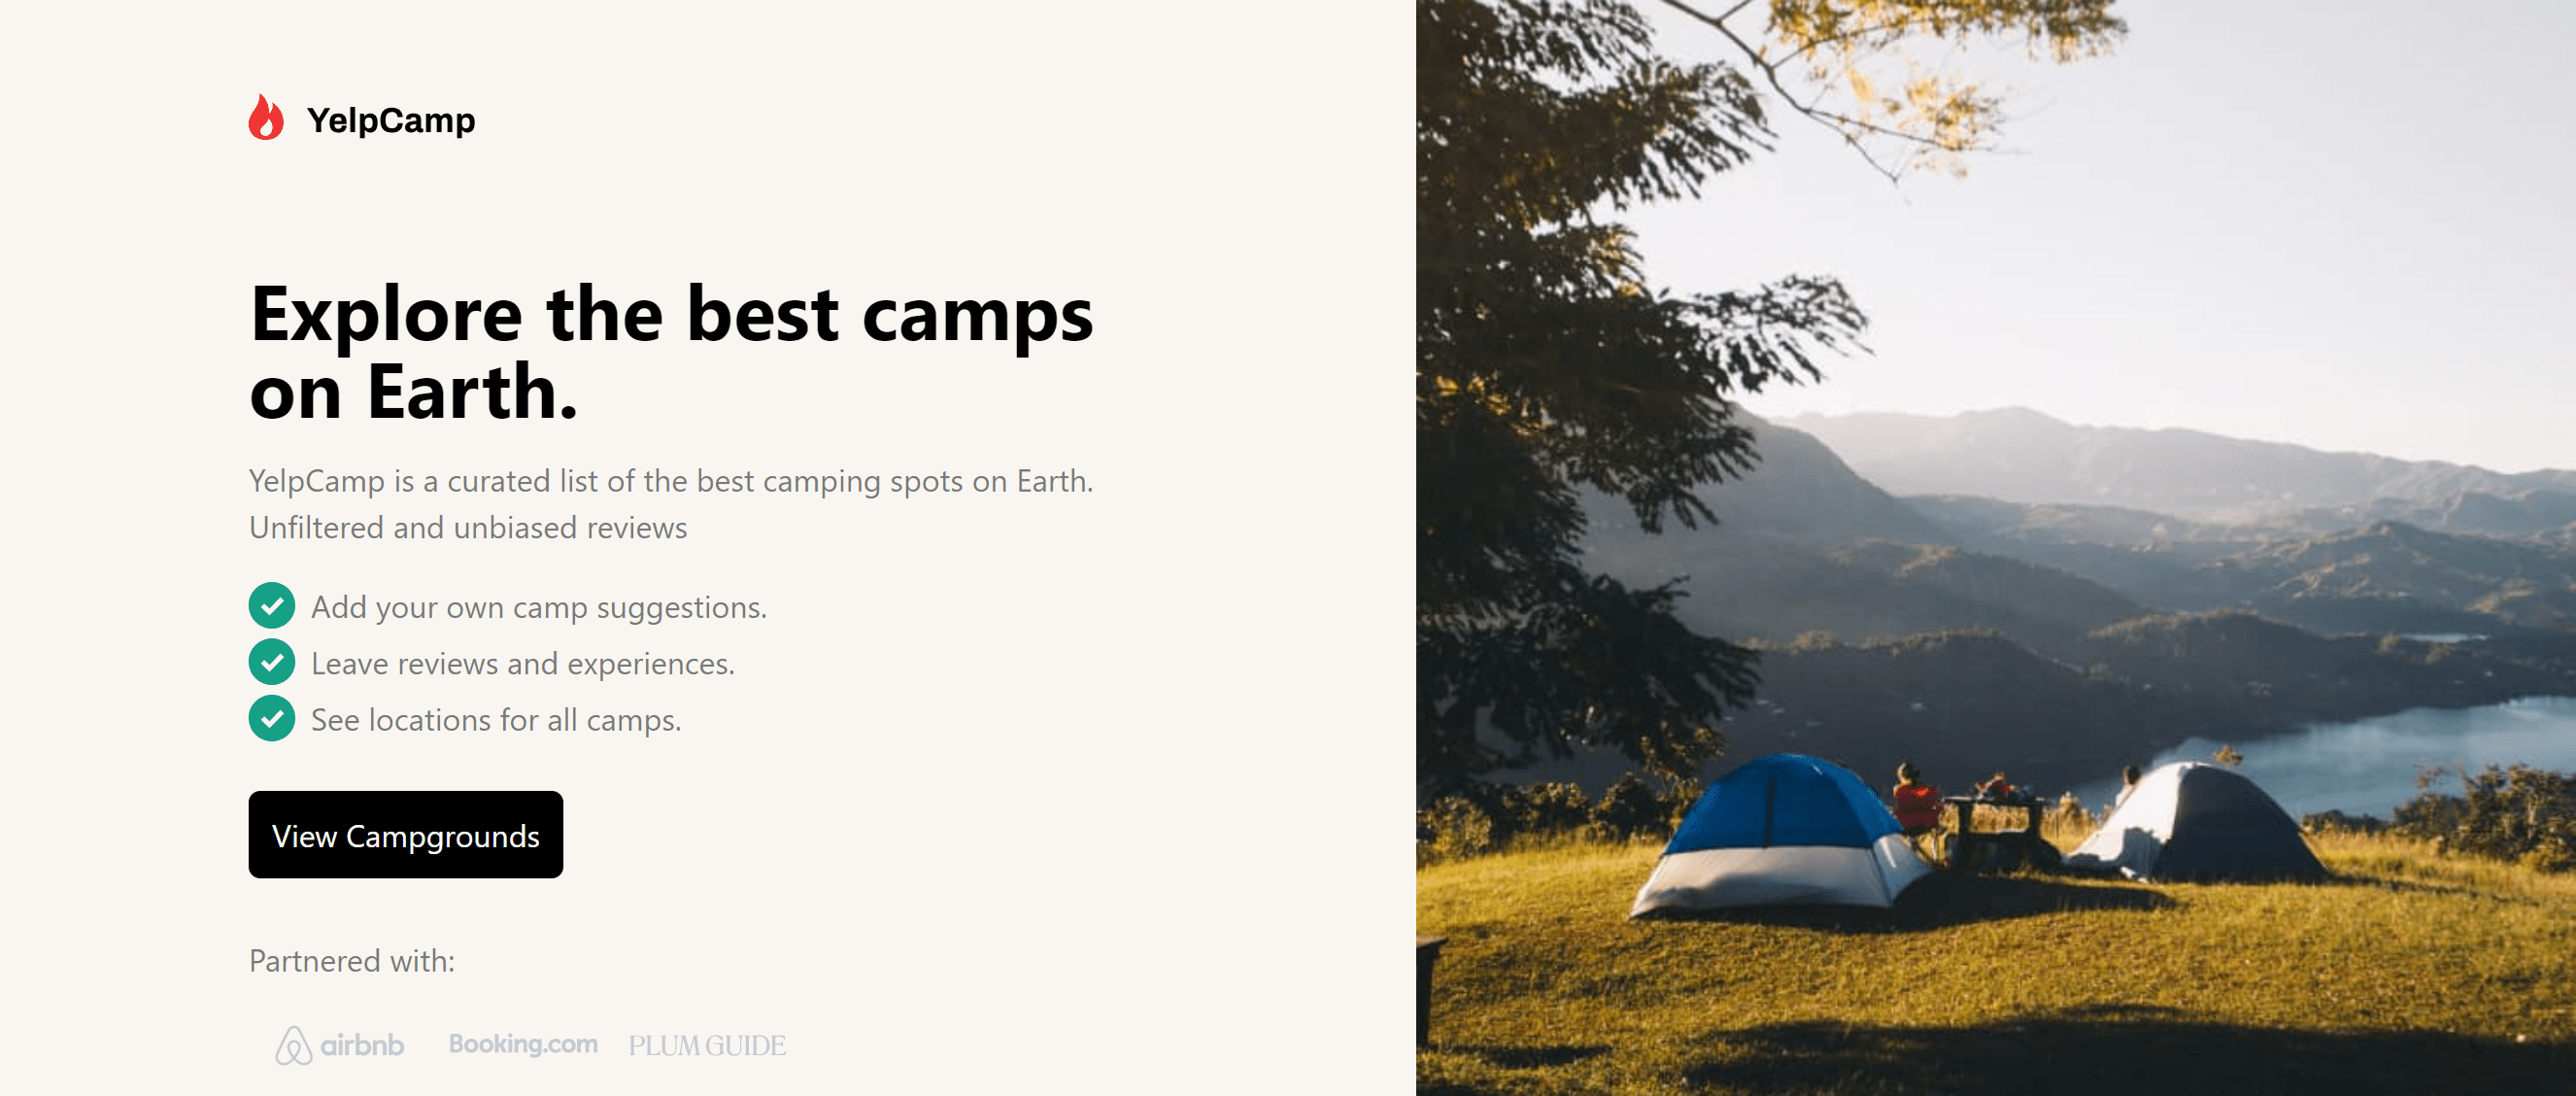 YelpCamp
Explore the best camps
on Earth.
YelpCamp is a curated list of the best camping spots on Earth.
Unfiltered and unbiased reviews
Add your own camp suggestions.
Leave reviews and experiences.
See locations for all camps.
View Campgrounds
Partnered with:
airbnb Booking.com PLUM GUIDE